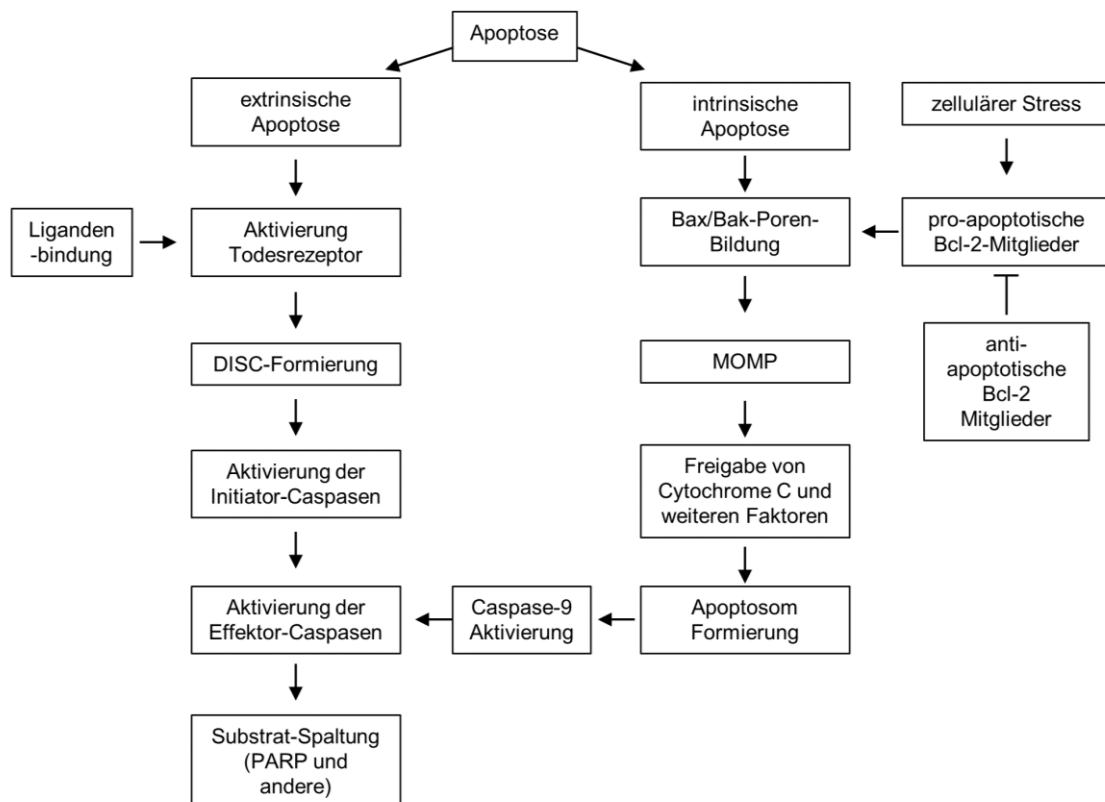 Apoptose
extrinsische
Apoptose
intrinsische
Apoptose
zellulärer Stress
Liganden
-bindung
Aktivierung
Todesrezeptor
Bax/Bak-Poren-
Bildung
pro-apoptotische
Bcl-2-Mitglieder
DISC-Formierung
MOMP
anti-
apoptotische
Bcl-2
Mitglieder
Aktivierung der
Initiator-Caspasen
Freigabe von
Cytochrome C und
weiteren Faktoren
Aktivierung der
Effektor-Caspasen
Caspase-9
Aktivierung
Apoptosom
Formierung
Substrat-Spaltung
(PARP und
andere)